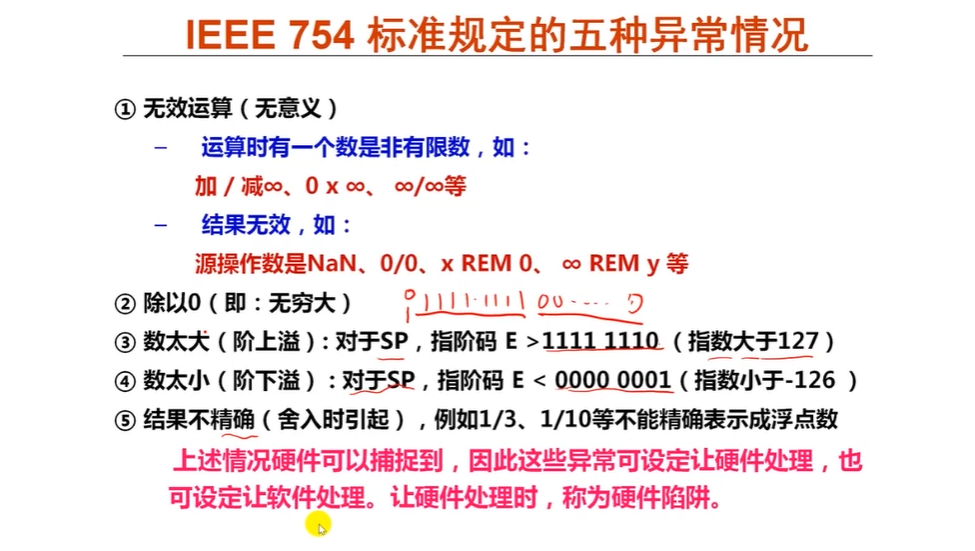 IEEE 754 标准规定的五种异常情况
① 无效运算（无意义）
– 运算时有一个数是非有限数，如：
加 / 减∞、0 x ∞、 ∞/∞等
– 结果无效，如：
源操作数是NaN、0/0、x REM 0、 ∞ REM y 等
② 除以0（即：无穷大）
③ 数太大（阶上溢）: 对于SP，指阶码 E >1111 1110 （指数大于127）
④ 数太小（阶下溢）: 对于SP，指阶码 E < 0000 0001（指数小于-126 ）
⑤ 结果不精确（舍入时引起），例如1/3、1/10等不能精确表示成浮点数
上述情况硬件可以捕捉到，因此这些异常可设定让硬件处理，也
可设定让软件处理。让硬件处理时，称为硬件陷阱。